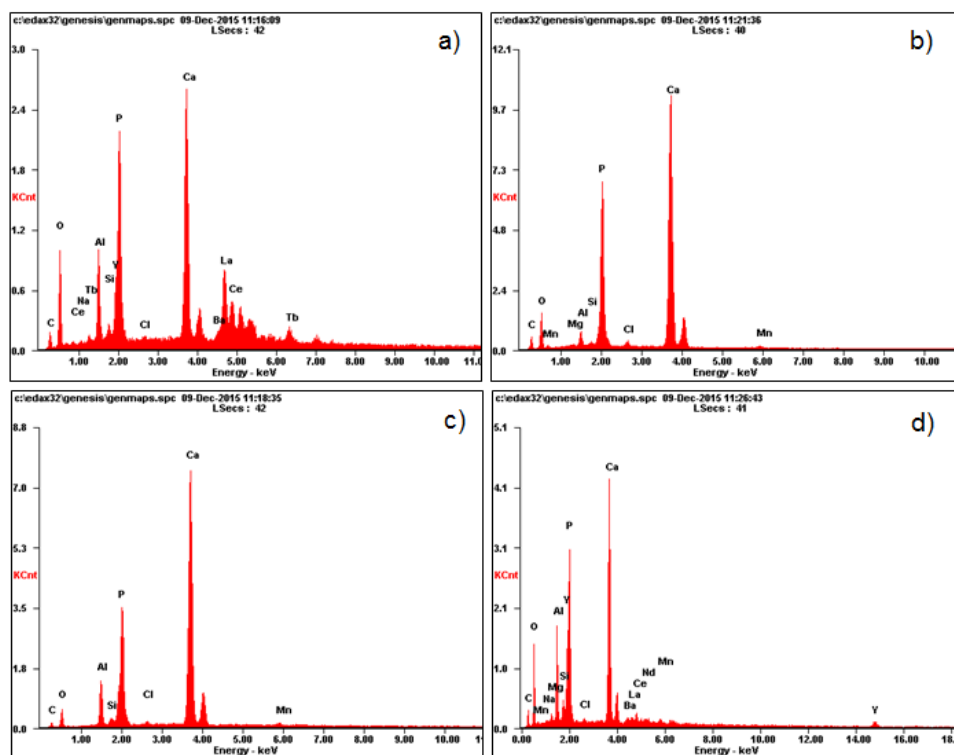 c:\edax32\genesis\genmaps.spc 09-Dec-2015 11:16:09
LSecs : 42
a)
3.0
2.4
1.8
KCnt
1.2
0.6
0.0
C
O
Ce
Na
Tb
Al
Si
Y
P
Cl
Ca
Ba
La
Ce
Tb
1.00 2.00 3.00 4.00 5.00 6.00 7.00 8.00 9.00 10.00 11.
Energy - keV
c:\edax32\genesis\genmaps.spc 09-Dec-2015 11:21:36
LSecs : 40
b)
12.1
9.7
7.3
KCnt
4.8
2.4
0.0
C
O
Mn
Mg
Al
Si
P
Cl
Ca
Mn
1.00 2.00 3.00 4.00 5.00 6.00 7.00 8.00 9.00 10.00
Energy - keV
c:\edax32\genesis\genmaps.spc 09-Dec-2015 11:18:35
LSecs : 42
c)
8.8
7.0
5.3
KCnt
3.5
1.8
0.0
C
O
Al
Si
P
Cl
Ca
Mn
1.00 2.00 3.00 4.00 5.00 6.00 7.00 8.00 9.00 10.00 11
Energy - keV
c:\edax32\genesis\genmaps.spc 09-Dec-2015 11:26:43
LSecs : 41
d)
5.1
4.1
3.1
KCnt
2.1
1.0
0.0
C
O
Mn
Na
Mg
Al
Si
Y
P
Cl
Ca
Ba
La
Ce
Nd
Mn
Y
0.00 2.00 4.00 6.00 8.00 10.00 12.00 14.00 16.00 18.0
Energy - keV